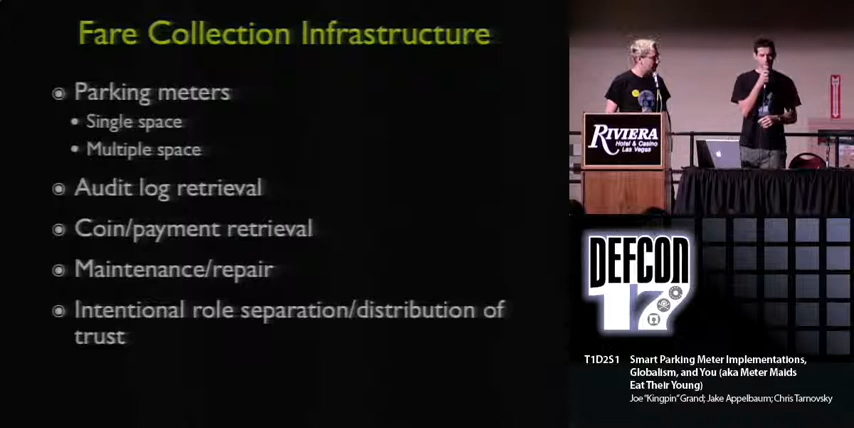 Fare Collection Infrastructure
Parking meters
Single space
Multiple space
Audit log retrieval
Coin/payment retrieval
Maintenance/repair
Intentional role separation/distribution of
trust
RIVIERA
Hotel & Casino
Las Vegas
DEFCON
17
T1D2S1 Smart Parking Meter Implementations,
Globalism, and You (aka Meter Maids
Eat Their Young)
Joe "Kingpin" Grand; Jake Appelbaum; Chris Tarnovsky